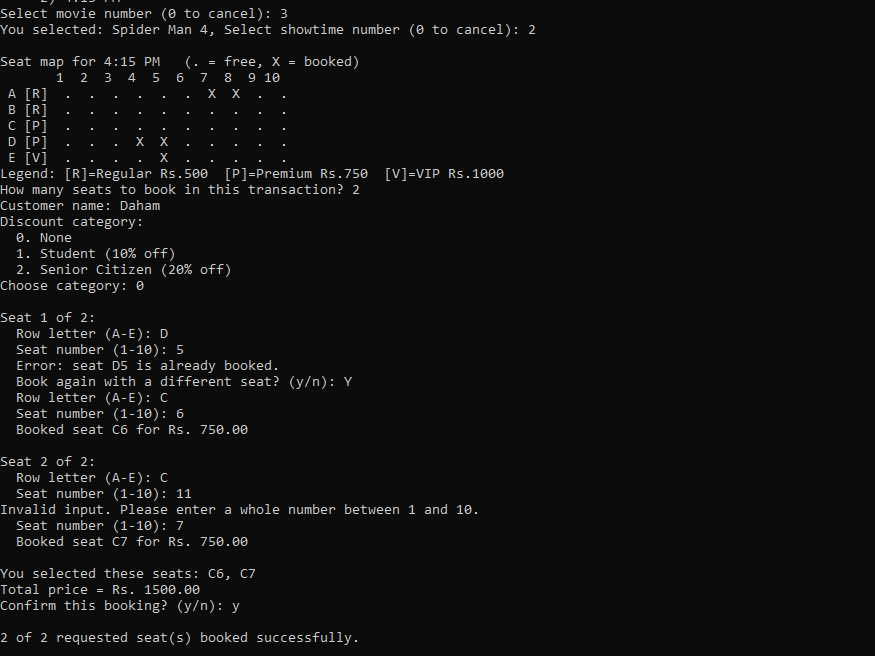 Select movie number (0 to cancel): 3
You selected: Spider Man 4, Select showtime number (0 to cancel): 2

Seat map for 4:15 PM   (. = free, X = booked)
       1  2  3  4  5  6  7  8  9 10
 A [R]  .  .  .  .  .  .  X  X  .  .
 B [R]  .  .  .  .  .  .  .  .  .  .
 C [P]  .  .  .  .  .  .  .  .  .  .
 D [P]  .  .  .  X  X  .  .  .  .  .
 E [V]  .  .  .  .  X  .  .  .  .  .
Legend: [R]=Regular Rs.500  [P]=Premium Rs.750  [V]=VIP Rs.1000
How many seats to book in this transaction? 2
Customer name: Daham
Discount category:
  0. None
  1. Student (10% off)
  2. Senior Citizen (20% off)
Choose category: 0

Seat 1 of 2:
  Row letter (A-E): D
  Seat number (1-10): 5
  Error: seat D5 is already booked.
  Book again with a different seat? (y/n): Y
  Row letter (A-E): C
  Seat number (1-10): 6
  Booked seat C6 for Rs. 750.00

Seat 2 of 2:
  Row letter (A-E): C
  Seat number (1-10): 11
Invalid input. Please enter a whole number between 1 and 10.
  Seat number (1-10): 7
  Booked seat C7 for Rs. 750.00

You selected these seats: C6, C7
Total price = Rs. 1500.00
Confirm this booking? (y/n): y

2 of 2 requested seat(s) booked successfully.